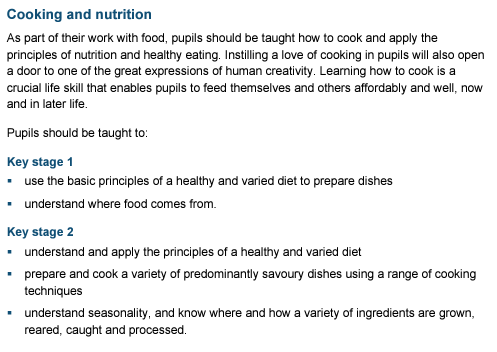 Cooking and nutrition
As part of their work with food, pupils should be taught how to cook and apply the
principles of nutrition and healthy eating. Instilling a love of cooking in pupils will also open
a door to one of the great expressions of human creativity. Learning how to cook is a
crucial life skill that enables pupils to feed themselves and others affordably and well, now
and in later life.
Pupils should be taught to:
Key stage 1
▪ use the basic principles of a healthy and varied diet to prepare dishes
▪ understand where food comes from.
Key stage 2
▪ understand and apply the principles of a healthy and varied diet
▪ prepare and cook a variety of predominantly savoury dishes using a range of cooking
techniques
▪ understand seasonality, and know where and how a variety of ingredients are grown,
reared, caught and processed.